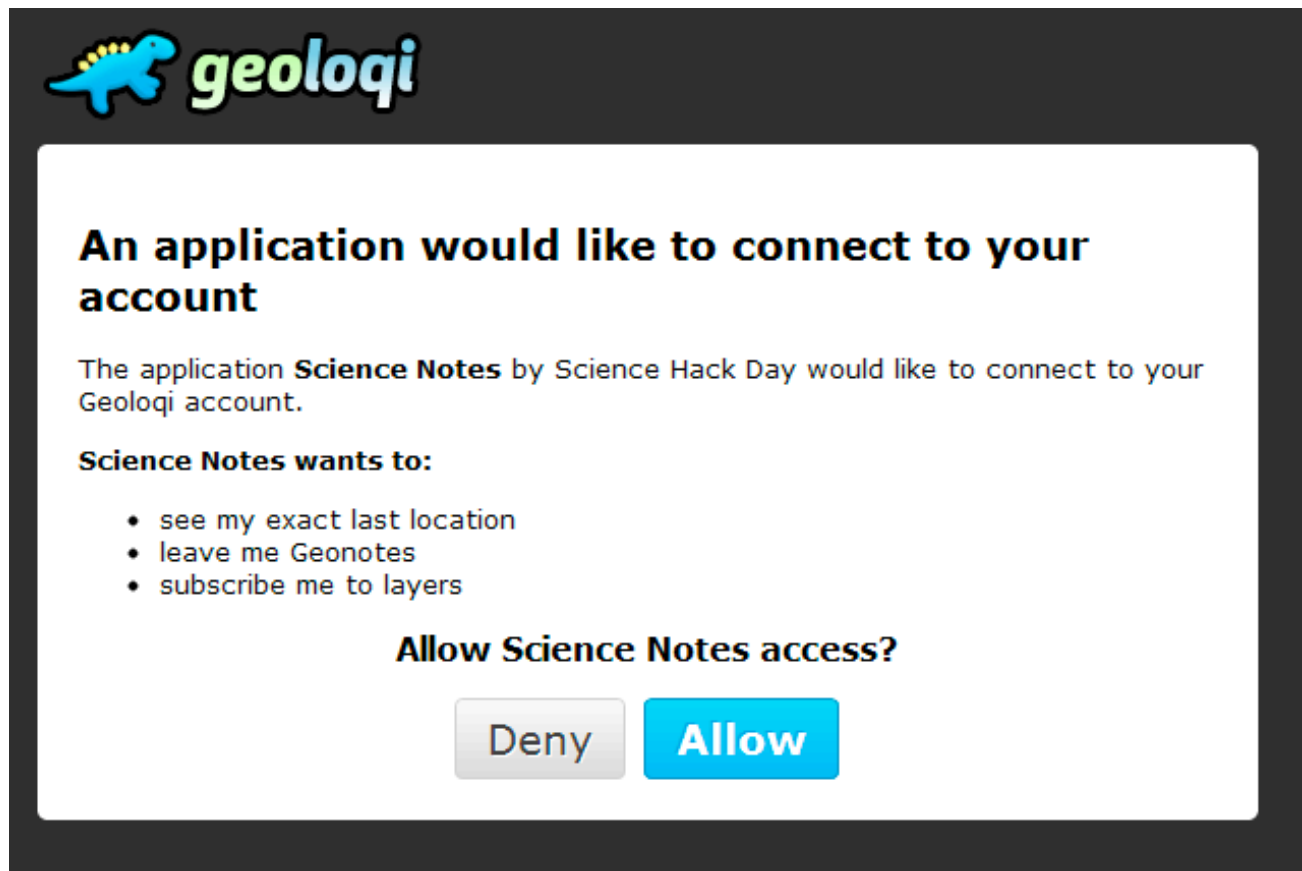 geoloqi
An application would like to connect to your
account
The application Science Notes by Science Hack Day would like to connect to your
Geoloqi account.
Science Notes wants to:
• see my exact last location
• leave me Geonotes
• subscribe me to layers
Allow Science Notes access?
Deny Allow